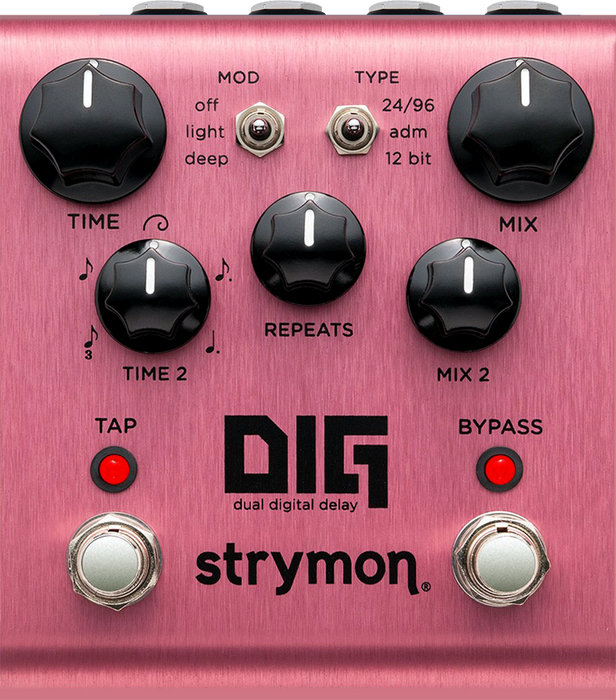 MOD
TYPE
off
24/96
light
adm
deep
12 bit
TIME
MIX
REPEATS
3
TIME 2
MIX 2
TAP
BYPASS
DIG
dual digital delay
strymon®